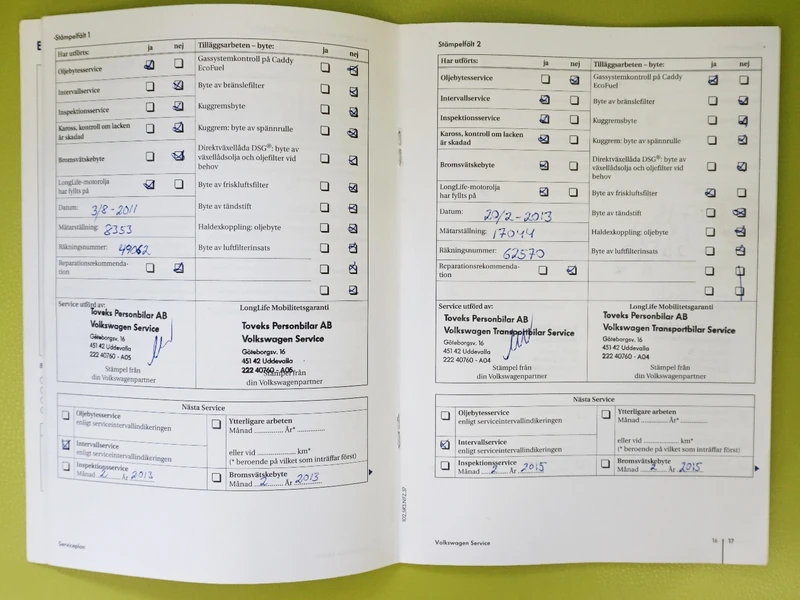 Stämpelfält 1
Har utförts: ja nej
Oljebytesservice
Intervallservice
Inspektionsservice
Kaross, kontroll om lacken
är skadad
Bromsvätskebyte
LongLife-motorolja
har fyllts på
Datum: 3/8-2011
Mätarställning: 8353
Räkningsnummer: 49062
Reparationsrekommenda-
tion
Tilläggsarbeten – byte: ja nej
Gassystemkontroll på Caddy
EcoFuel
Byte av bränslefilter
Kuggremsbyte
Kuggrem: byte av spännrulle
Direktväxellåda DSG®: byte av
växellådsolja och oljefilter vid
behov
Byte av friskluftsfilter
Byte av tändstift
Haldexkoppling: oljebyte
Byte av luftfilterinsats
Service utförd av:
Toveks Personbilar AB
Volkswagen Service
Göteborgsv. 16
451 42 Uddevalla
222 40760 - A05
Stämpel från
din Volkswagenpartner
LongLife Mobilitetsgaranti
Toveks Personbilar AB
Volkswagen Service
Göteborgsv. 16
451 42 Uddevalla
222 40760 - A05
Stämpel från
din Volkswagenpartner
Nästa Service
Oljebytesservice
enligt serviceintervallindikeringen
Intervallservice
enligt serviceintervallindikeringen
Inspektionsservice
Månad 2 År 2013
Ytterligare arbeten
Månad ............ År*............
eller vid ............ km*
(* beroende på vilket som inträffar först)
Bromsvätskebyte
Månad 2 År 2013
Serviceplan
Stämpelfält 2
Har utförts: ja nej
Oljebytesservice
Intervallservice
Inspektionsservice
Kaross, kontroll om lacken
är skadad
Bromsvätskebyte
LongLife-motorolja
har fyllts på
Datum: 20/2-2013
Mätarställning: 17044
Räkningsnummer: 62570
Reparationsrekommenda-
tion
Tilläggsarbeten – byte: ja nej
Gassystemkontroll på Caddy
EcoFuel
Byte av bränslefilter
Kuggremsbyte
Kuggrem: byte av spännrulle
Direktväxellåda DSG®: byte av
växellådsolja och oljefilter vid
behov
Byte av friskluftsfilter
Byte av tändstift
Haldexkoppling: oljebyte
Byte av luftfilterinsats
Service utförd av:
Toveks Personbilar AB
Volkswagen Transportbilar Service
Göteborgsv. 16
451 42 Uddevalla
222 40760 - A04
Stämpel från
din Volkswagenpartner
LongLife Mobilitetsgaranti
Toveks Personbilar AB
Volkswagen Transportbilar Service
Göteborgsv. 16
451 42 Uddevalla
222 40760 - A04
Stämpel från
din Volkswagenpartner
Nästa Service
Oljebytesservice
enligt serviceintervallindikeringen
Intervallservice
enligt serviceintervallindikeringen
Inspektionsservice
Månad 2 År 2015
Ytterligare arbeten
Månad ............ År*............
eller vid ............ km*
(* beroende på vilket som inträffar först)
Bromsvätskebyte
Månad 2 År 2015
Volkswagen Service
16 17